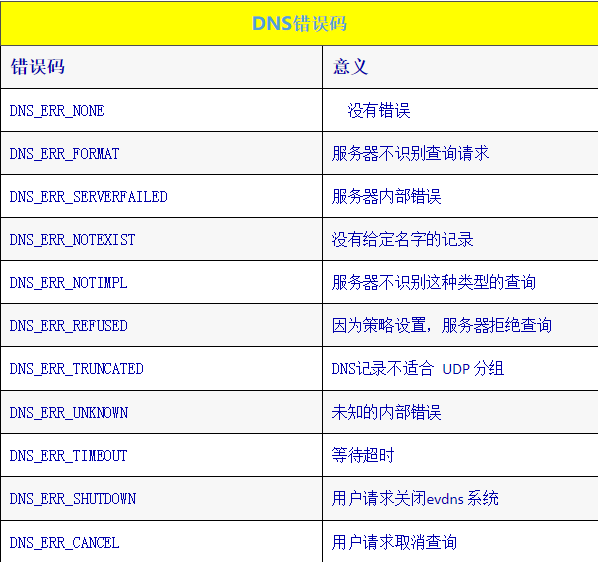 DNS错误码
错误码 意义
DNS_ERR_NONE 没有错误
DNS_ERR_FORMAT 服务器不识别查询请求
DNS_ERR_SERVERFAILED 服务器内部错误
DNS_ERR_NOTEXIST 没有给定名字的记录
DNS_ERR_NOTIMPL 服务器不识别这种类型的查询
DNS_ERR_REFUSED 因为策略设置，服务器拒绝查询
DNS_ERR_TRUNCATED DNS记录不适合 UDP 分组
DNS_ERR_UNKNOWN 未知的内部错误
DNS_ERR_TIMEOUT 等待超时
DNS_ERR_SHUTDOWN 用户请求关闭evdns 系统
DNS_ERR_CANCEL 用户请求取消查询